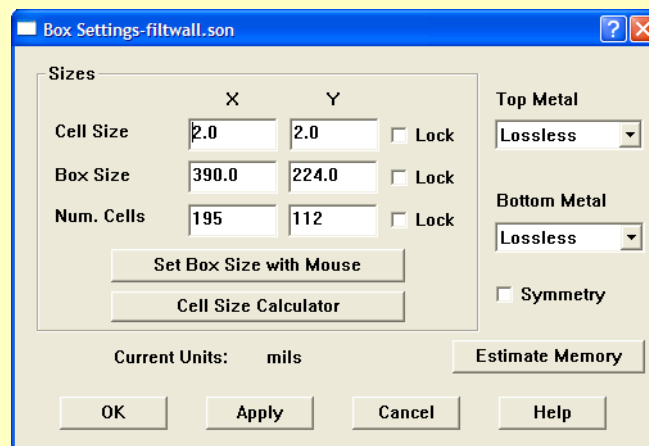 Box Settings-filtwall.son
Sizes
X Y
Cell Size 2.0 2.0 Lock
Box Size 390.0 224.0 Lock
Num. Cells 195 112 Lock
Set Box Size with Mouse
Cell Size Calculator
Top Metal
Lossless
Bottom Metal
Lossless
Symmetry
Current Units: mils
Estimate Memory
OK Apply Cancel Help